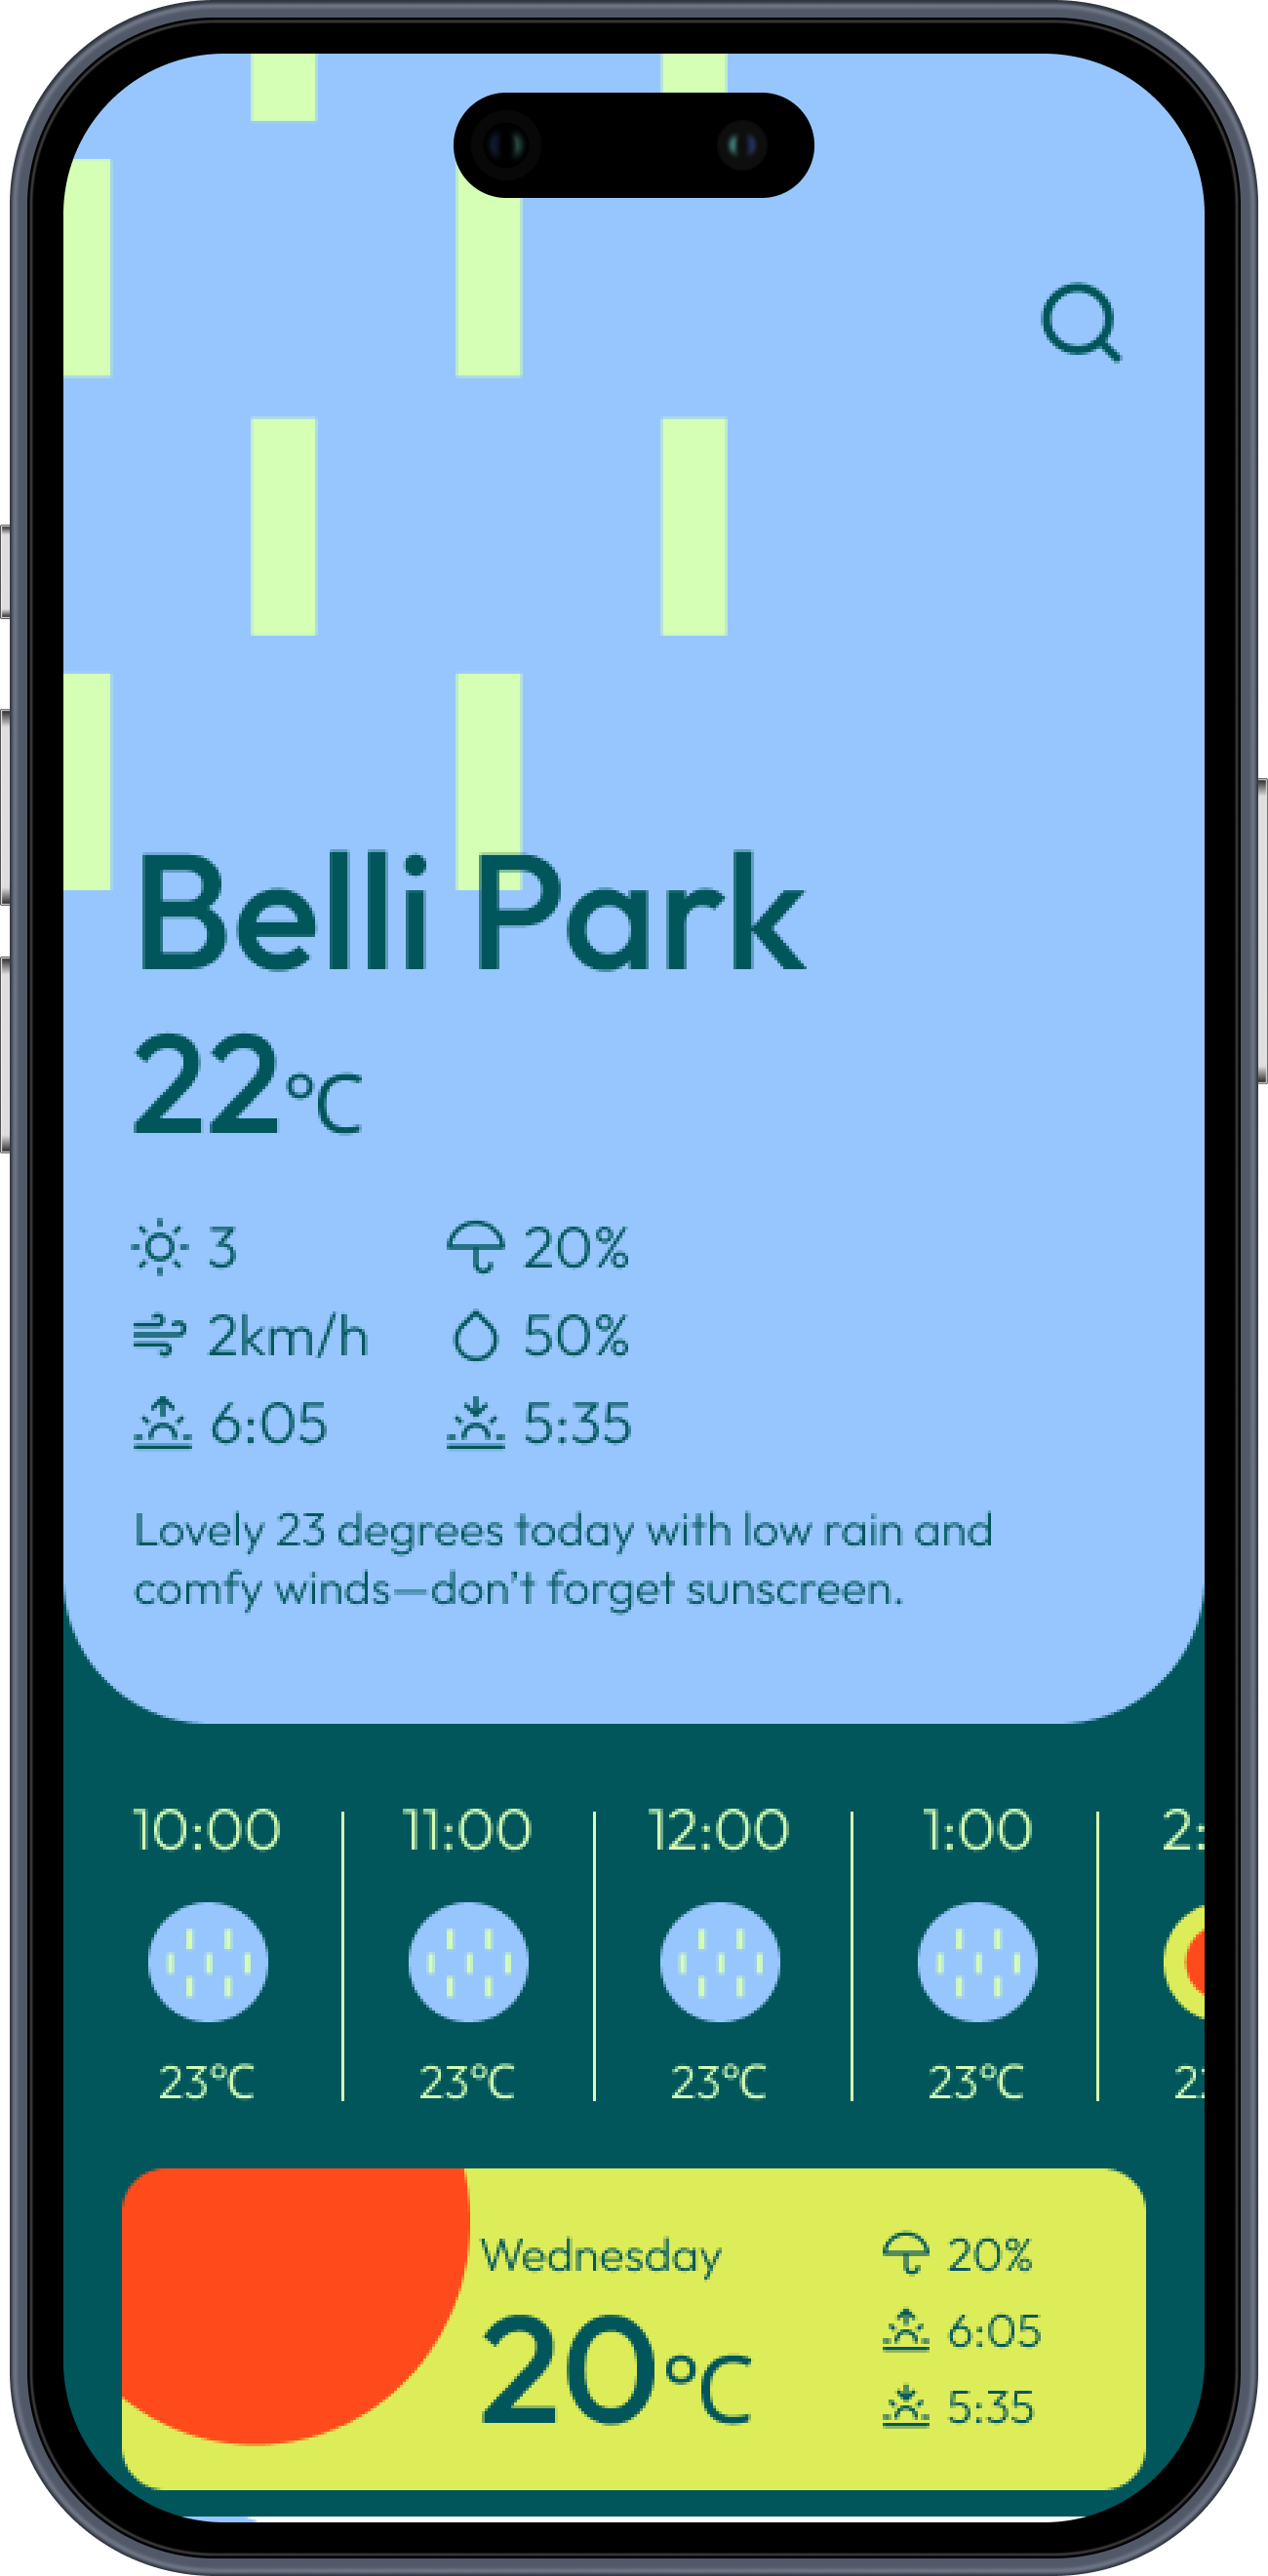 Belli Park
22°C
3 20%
2km/h 50%
6:05 5:35
Lovely 23 degrees today with low rain and
comfy winds—don't forget sunscreen.
10:00 11:00 12:00 1:00 2:
23°C 23°C 23°C 23°C
Wednesday
20°C
20%
6:05
5:35